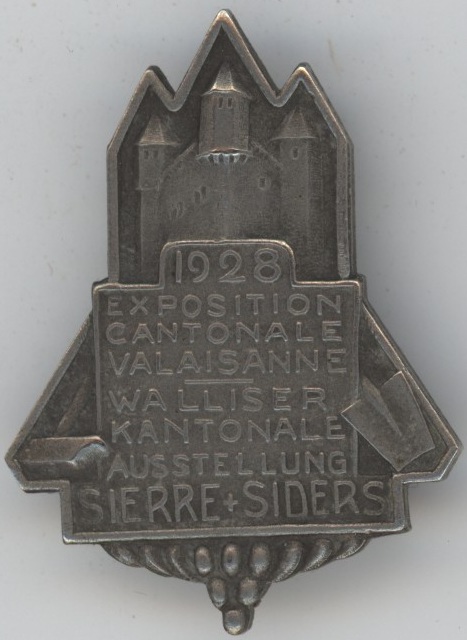 1928
EXPOSITION
CANTONALE
VALAISANNE
WALLISER
KANTONALE
AUSSTELLUNG
SIERRE + SIDERS